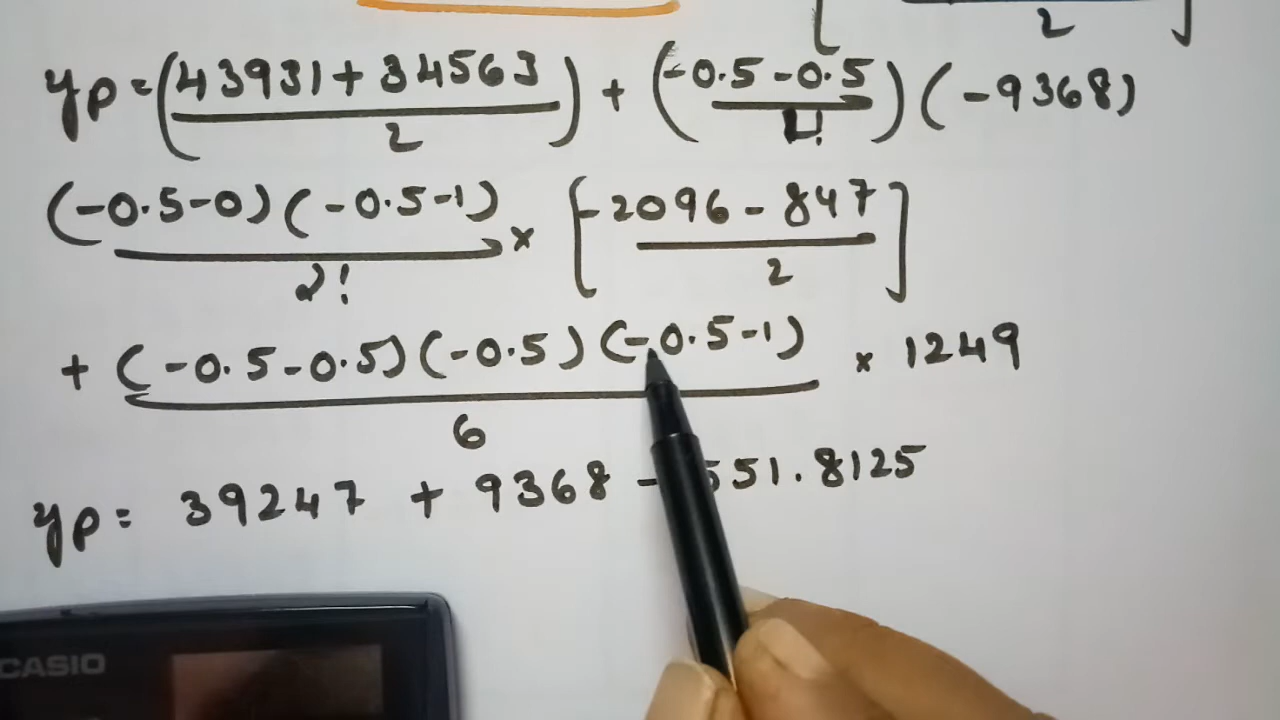 2
yp = (43931 + 34563 / 2) + (-0.5 - 0.5 / 1!) (-9368)
(-0.5-0) (-0.5-1) / 2! × [-2096 - 847 / 2]
+ (-0.5-0.5) (-0.5) (-0.5-1) / 6 × 1249
yp = 39247 + 9368 - 551.8125
CASIO